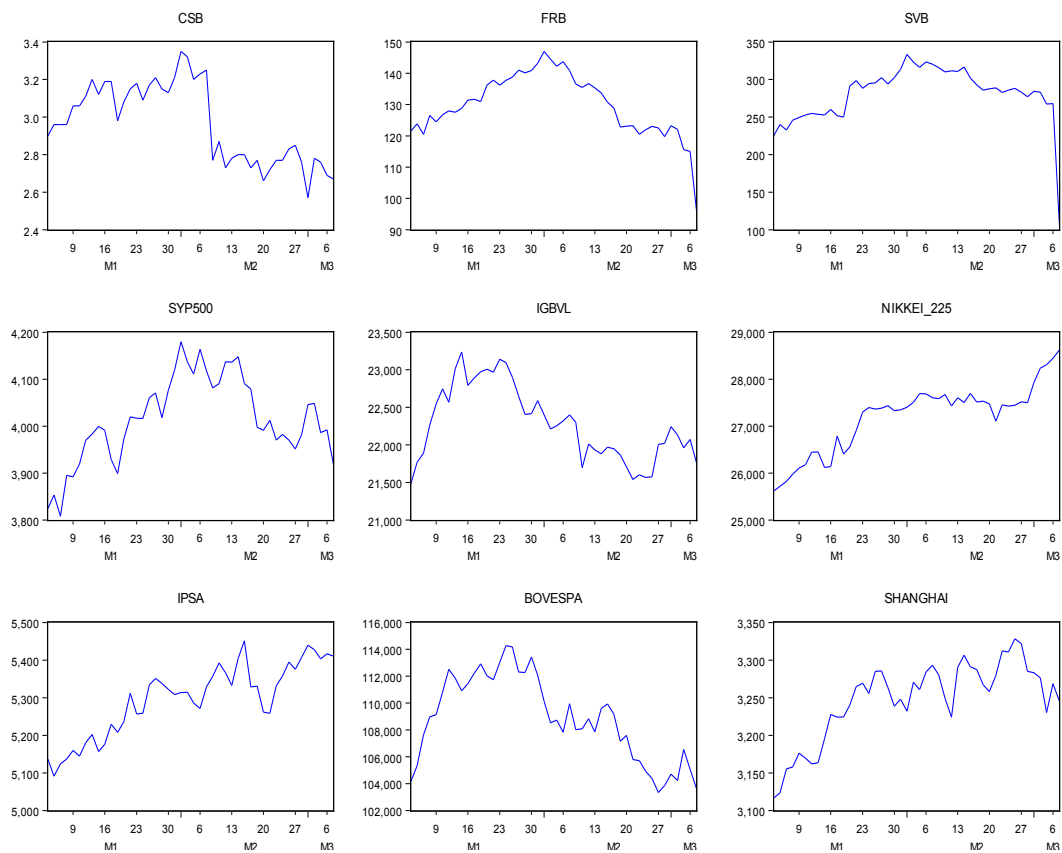 CSB
3.4
3.2
3.0
2.8
2.6
2.4
9 16 23 30 6 13 20 27 6
M1 M2 M3
FRB
150
140
130
120
110
100
90
9 16 23 30 6 13 20 27 6
M1 M2 M3
SVB
350
300
250
200
150
100
9 16 23 30 6 13 20 27 6
M1 M2 M3
SYP500
4,200
4,100
4,000
3,900
3,800
9 16 23 30 6 13 20 27 6
M1 M2 M3
IGBVL
23,500
23,000
22,500
22,000
21,500
21,000
9 16 23 30 6 13 20 27 6
M1 M2 M3
NIKKEI_225
29,000
28,000
27,000
26,000
25,000
9 16 23 30 6 13 20 27 6
M1 M2 M3
IPSA
5,500
5,400
5,300
5,200
5,100
5,000
9 16 23 30 6 13 20 27 6
M1 M2 M3
BOVESPA
116,000
114,000
112,000
110,000
108,000
106,000
104,000
102,000
9 16 23 30 6 13 20 27 6
M1 M2 M3
SHANGHAI
3,350
3,300
3,250
3,200
3,150
3,100
9 16 23 30 6 13 20 27 6
M1 M2 M3